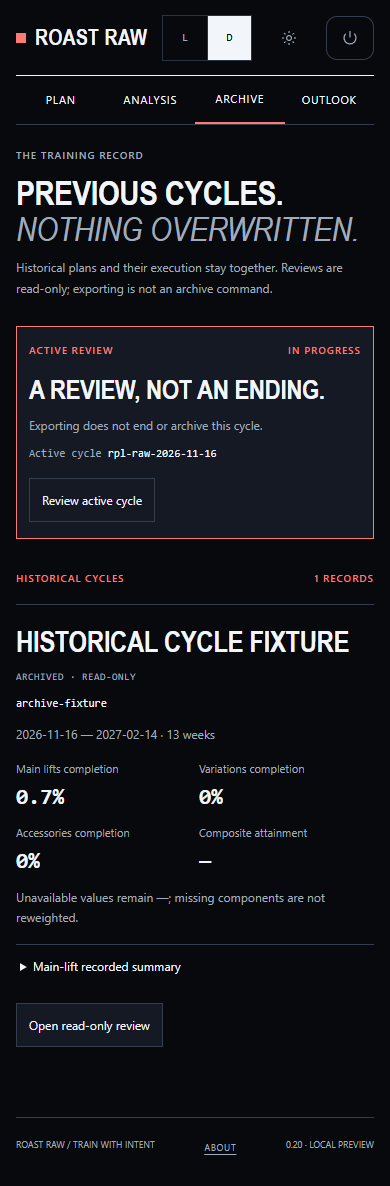 ROAST RAW
L
D
PLAN
ANALYSIS
ARCHIVE
OUTLOOK
THE TRAINING RECORD
PREVIOUS CYCLES.
NOTHING OVERWRITTEN.
Historical plans and their execution stay together. Reviews are
read-only; exporting is not an archive command.
ACTIVE REVIEW
IN PROGRESS
A REVIEW, NOT AN ENDING.
Exporting does not end or archive this cycle.
Active cycle rpl-raw-2026-11-16
Review active cycle
HISTORICAL CYCLES
1 RECORDS
HISTORICAL CYCLE FIXTURE
ARCHIVED · READ-ONLY
archive-fixture
2026-11-16 — 2027-02-14 · 13 weeks
Main lifts completion
Variations completion
0.7%
0%
Accessories completion
Composite attainment
0%
—
Unavailable values remain —; missing components are not
reweighted.
Main-lift recorded summary
Open read-only review
ROAST RAW / TRAIN WITH INTENT
ABOUT
0.20 · LOCAL PREVIEW